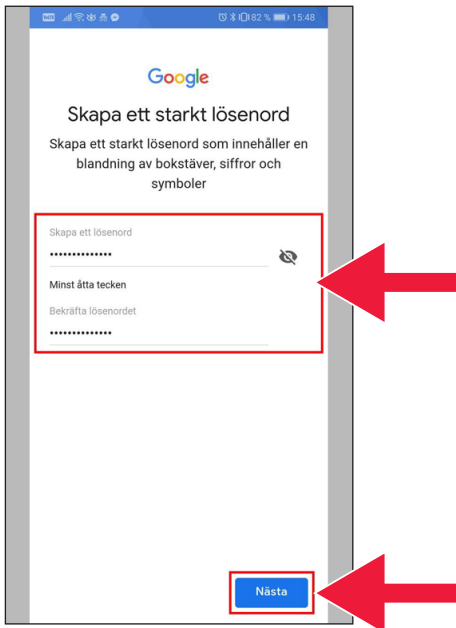 82 % 15:48
Google
Skapa ett starkt lösenord
Skapa ett starkt lösenord som innehåller en
blandning av bokstäver, siffror och
symboler
Skapa ett lösenord
••••••••••••••
Minst åtta tecken
Bekräfta lösenordet
••••••••••••••
Nästa